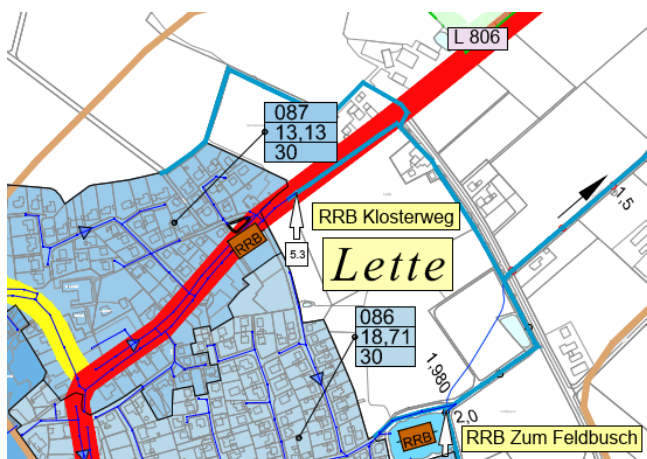 L 806
087
13,13
30
RRB Klosterweg
1,5
RRB
5.3
Lette
086
18,71
30
1,980
2,0
RRB
RRB Zum Feldbusch